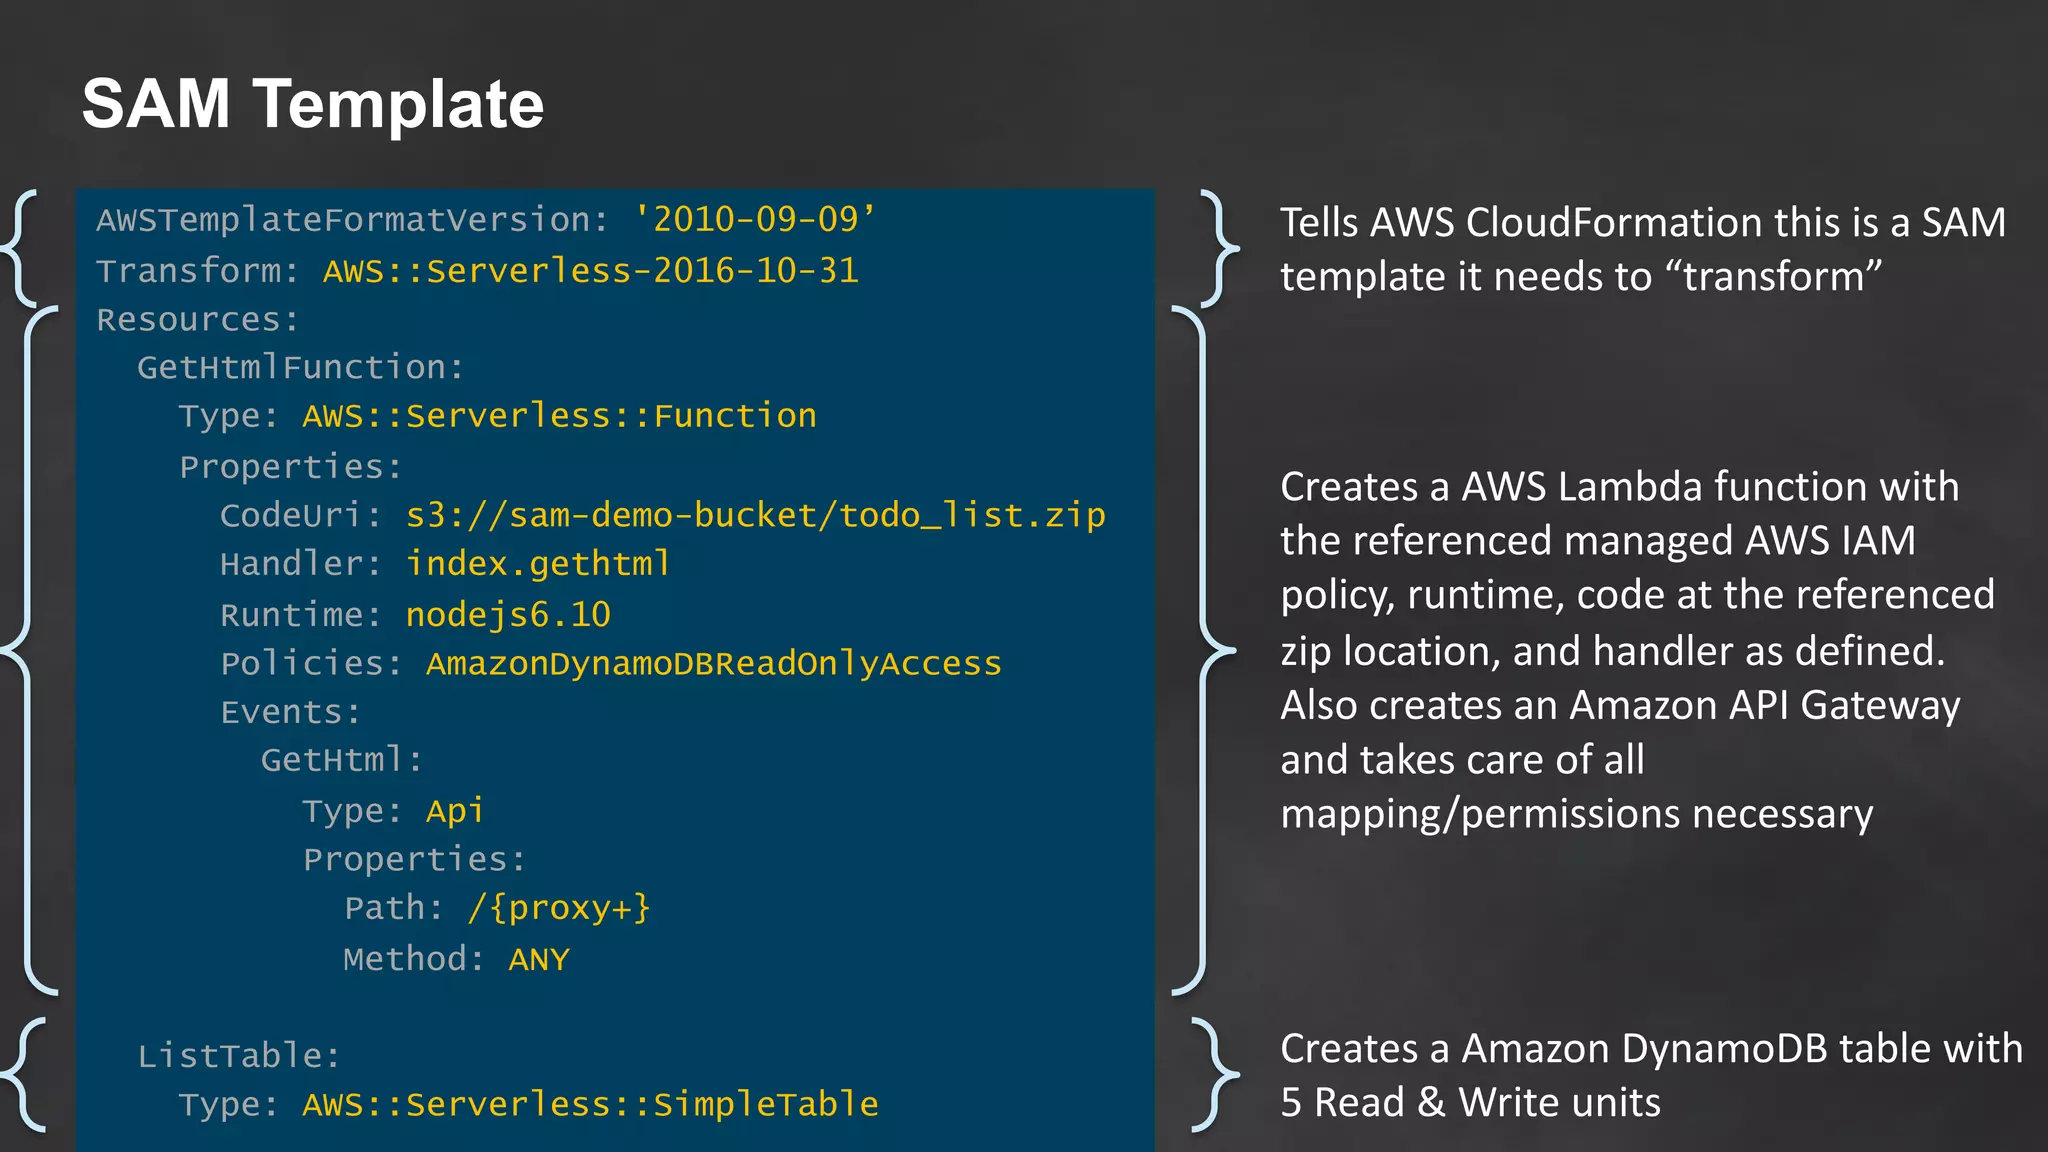 SAM Template
AWSTemplateFormatVersion: '2010-09-09’
Transform: AWS::Serverless-2016-10-31
Resources:
  GetHtmlFunction:
    Type: AWS::Serverless::Function
    Properties:
      CodeUri: s3://sam-demo-bucket/todo_list.zip
      Handler: index.gethtml
      Runtime: nodejs6.10
      Policies: AmazonDynamoDBReadOnlyAccess
      Events:
        GetHtml:
          Type: Api
          Properties:
            Path: /{proxy+}
            Method: ANY
  ListTable:
    Type: AWS::Serverless::SimpleTable
Tells AWS CloudFormation this is a SAM
template it needs to “transform”
Creates a AWS Lambda function with
the referenced managed AWS IAM
policy, runtime, code at the referenced
zip location, and handler as defined.
Also creates an Amazon API Gateway
and takes care of all
mapping/permissions necessary
Creates a Amazon DynamoDB table with
5 Read & Write units